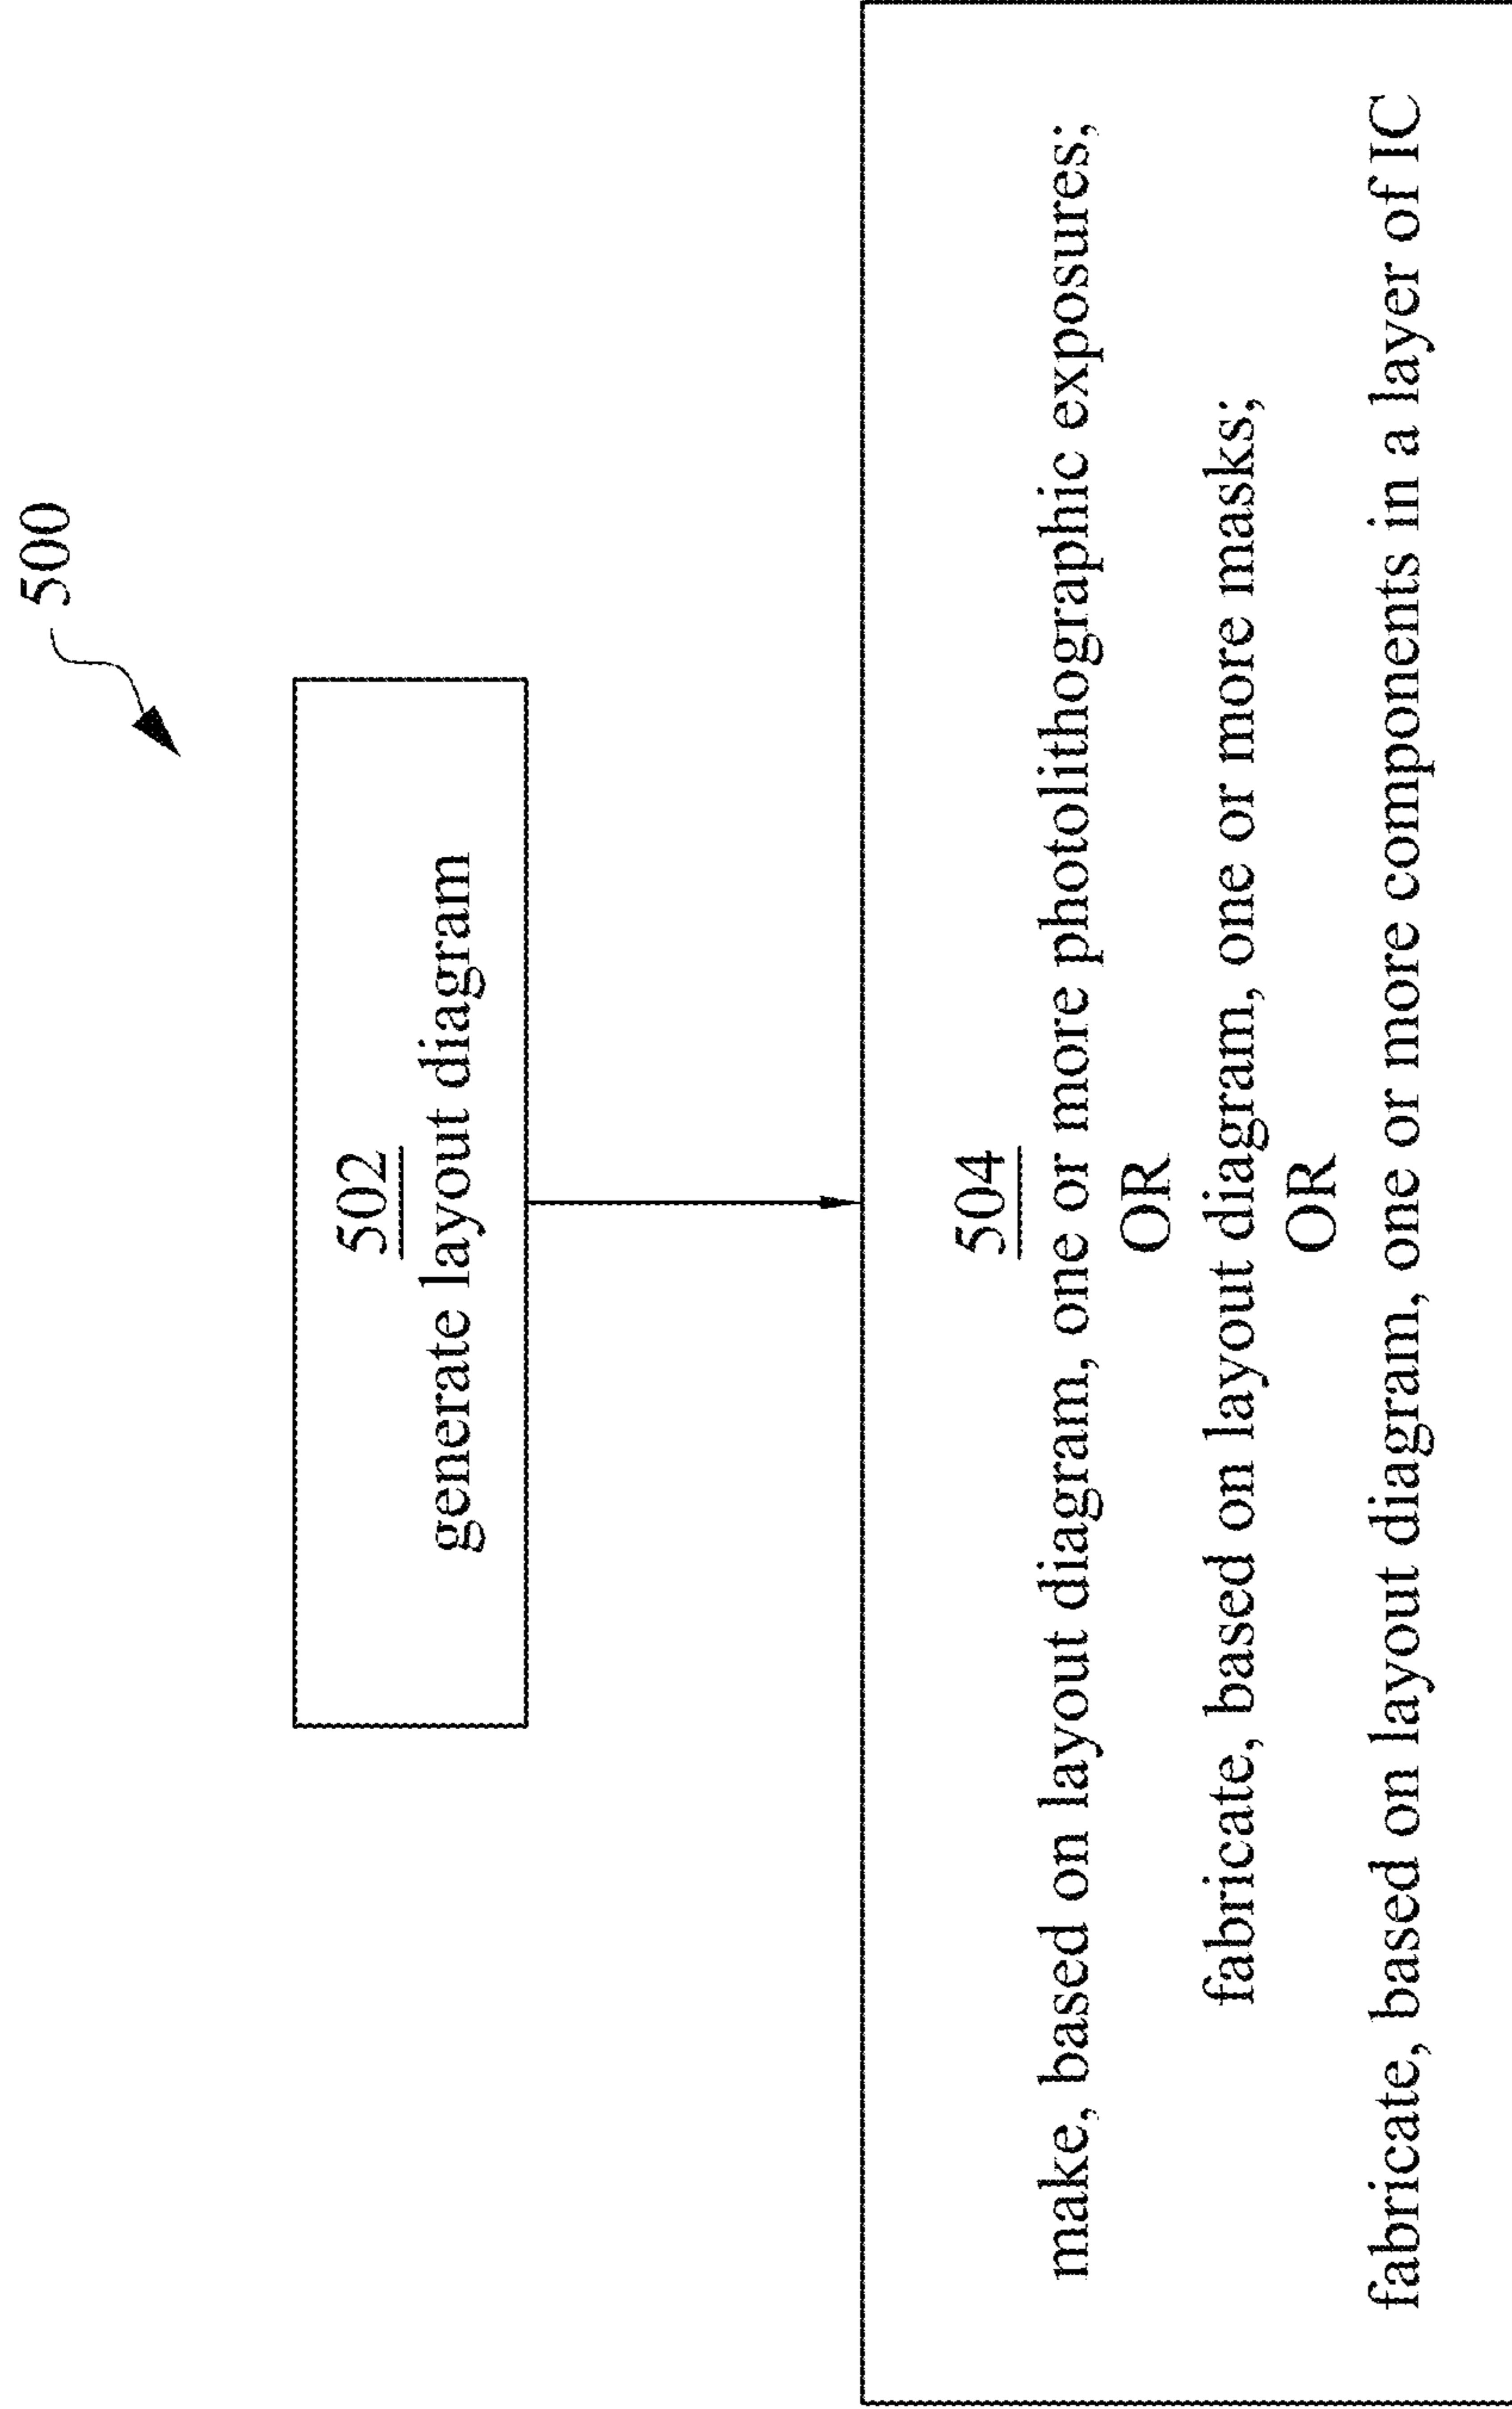 500
502
generate layout diagram
504
make, based on layout diagram, one or more photolithographic exposures;
OR
fabricate, based on layout diagram, one or more masks;
OR
fabricate, based on layout diagram, one or more components in a layer of IC